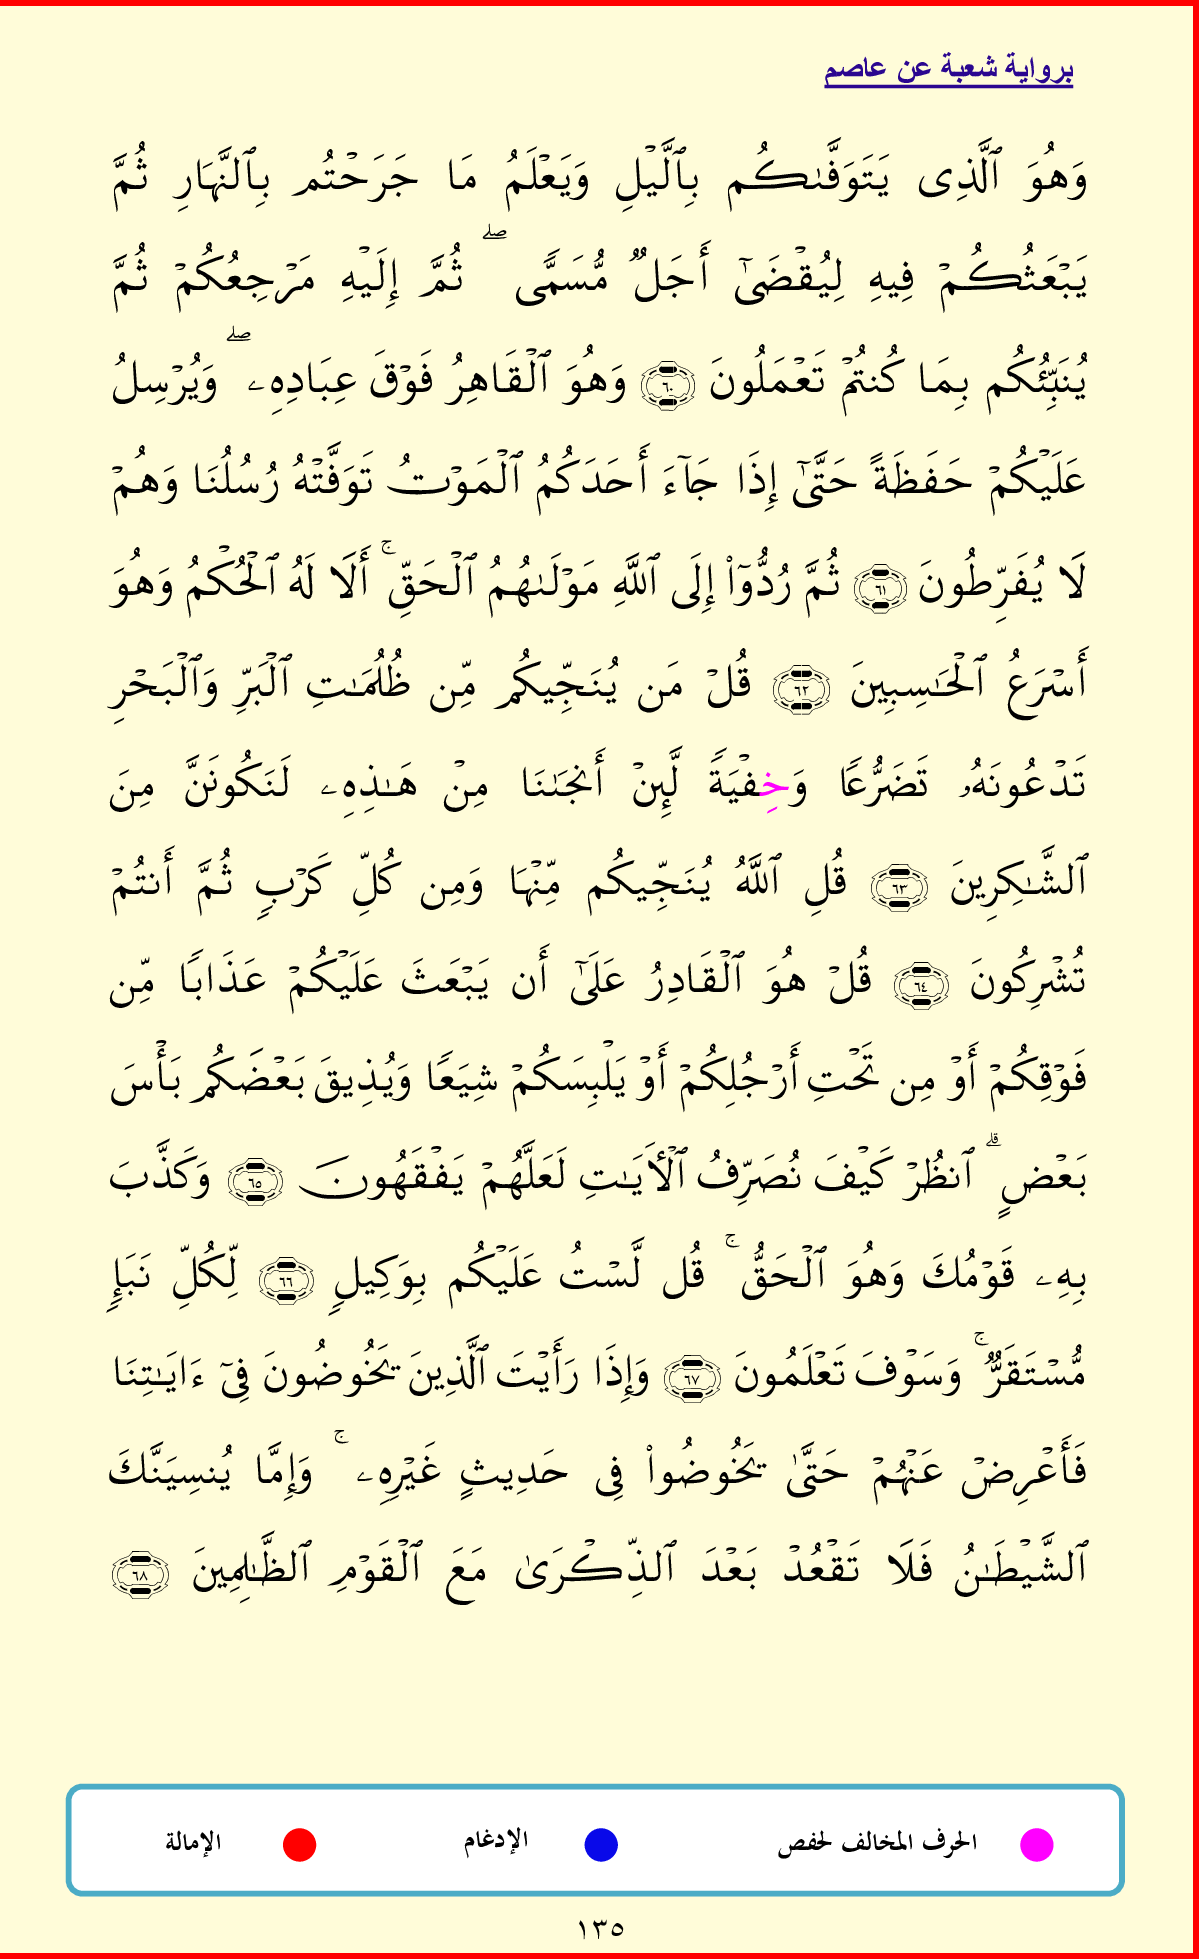 برواية شعبة عن عاصم
وَهُوَ ٱلَّذِى يَتَوَفَّىٰكُم بِٱلَّيْلِ وَيَعْلَمُ مَا جَرَحْتُم بِٱلنَّهَارِ ثُمَّ
يَبْعَثُكُمْ فِيهِ لِيُقْضَىٰٓ أَجَلٌ مُّسَمًّى ۖ ثُمَّ إِلَيْهِ مَرْجِعُكُمْ ثُمَّ
يُنَبِّئُكُم بِمَا كُنتُمْ تَعْمَلُونَ ٦٠ وَهُوَ ٱلْقَاهِرُ فَوْقَ عِبَادِهِۦ ۖ وَيُرْسِلُ
عَلَيْكُمْ حَفَظَةً حَتَّىٰٓ إِذَا جَآءَ أَحَدَكُمُ ٱلْمَوْتُ تَوَفَّتْهُ رُسُلُنَا وَهُمْ
لَا يُفَرِّطُونَ ٦١ ثُمَّ رُدُّوٓا۟ إِلَى ٱللَّهِ مَوْلَىٰهُمُ ٱلْحَقِّ ۚ أَلَا لَهُ ٱلْحُكْمُ وَهُوَ
أَسْرَعُ ٱلْحَـٰسِبِينَ ٦٢ قُلْ مَن يُنَجِّيكُم مِّن ظُلُمَـٰتِ ٱلْبَرِّ وَٱلْبَحْرِ
تَدْعُونَهُۥ تَضَرُّعًا وَخِفْيَةً لَّئِنْ أَنجَىٰنَا مِنْ هَـٰذِهِۦ لَنَكُونَنَّ مِنَ
ٱلشَّـٰكِرِينَ ٦٣ قُلِ ٱللَّهُ يُنَجِّيكُم مِّنْهَا وَمِن كُلِّ كَرْبٍ ثُمَّ أَنتُمْ
تُشْرِكُونَ ٦٤ قُلْ هُوَ ٱلْقَادِرُ عَلَىٰٓ أَن يَبْعَثَ عَلَيْكُمْ عَذَابًا مِّن
فَوْقِكُمْ أَوْ مِن تَحْتِ أَرْجُلِكُمْ أَوْ يَلْبِسَكُمْ شِيَعًا وَيُذِيقَ بَعْضَكُم بَأْسَ
بَعْضٍ ۗ ٱنظُرْ كَيْفَ نُصَرِّفُ ٱلْـَٔايَـٰتِ لَعَلَّهُمْ يَفْقَهُونَ ٦٥ وَكَذَّبَ
بِهِۦ قَوْمُكَ وَهُوَ ٱلْحَقُّ ۚ قُل لَّسْتُ عَلَيْكُم بِوَكِيلٍ ٦٦ لِّكُلِّ نَبَإٍ
مُّسْتَقَرٌّ ۚ وَسَوْفَ تَعْلَمُونَ ٦٧ وَإِذَا رَأَيْتَ ٱلَّذِينَ يَخُوضُونَ فِىٓ ءَايَـٰتِنَا
فَأَعْرِضْ عَنْهُمْ حَتَّىٰ يَخُوضُوا۟ فِى حَدِيثٍ غَيْرِهِۦ ۚ وَإِمَّا يُنسِيَنَّكَ
ٱلشَّيْطَـٰنُ فَلَا تَقْعُدْ بَعْدَ ٱلذِّكْرَىٰ مَعَ ٱلْقَوْمِ ٱلظَّـٰلِمِينَ ٦٨
الحرف المخالف لحفص الإدغام الإمالة
١٣٥